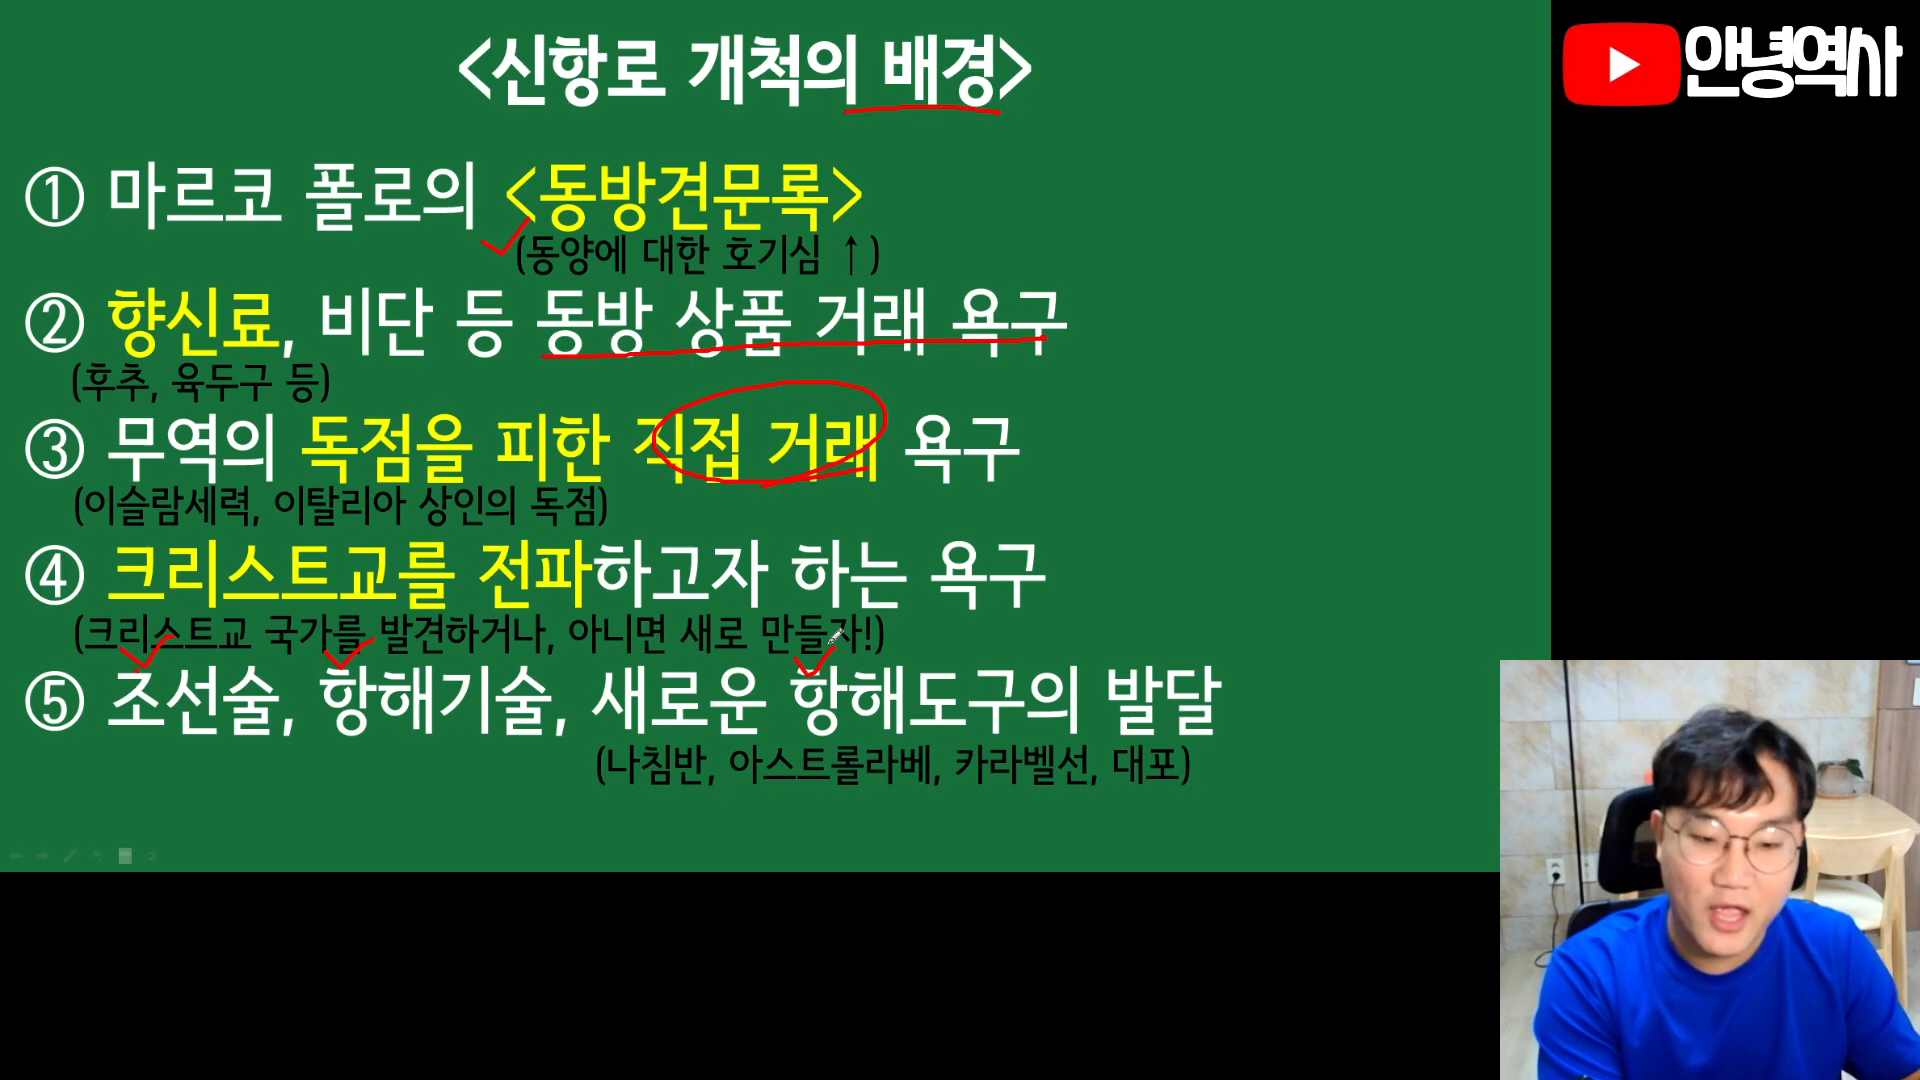 <신항로 개척의 배경>
안녕역사
① 마르코 폴로의 <동방견문록>
(동양에 대한 호기심 ↑)
② 향신료, 비단 등 동방 상품 거래 욕구
(후추, 육두구 등)
③ 무역의 독점을 피한 직접 거래 욕구
(이슬람세력, 이탈리아 상인의 독점)
④ 크리스트교를 전파하고자 하는 욕구
(크리스트교 국가를 발견하거나, 아니면 새로 만들자!)
⑤ 조선술, 항해기술, 새로운 항해도구의 발달
(나침반, 아스트롤라베, 카라벨선, 대포)